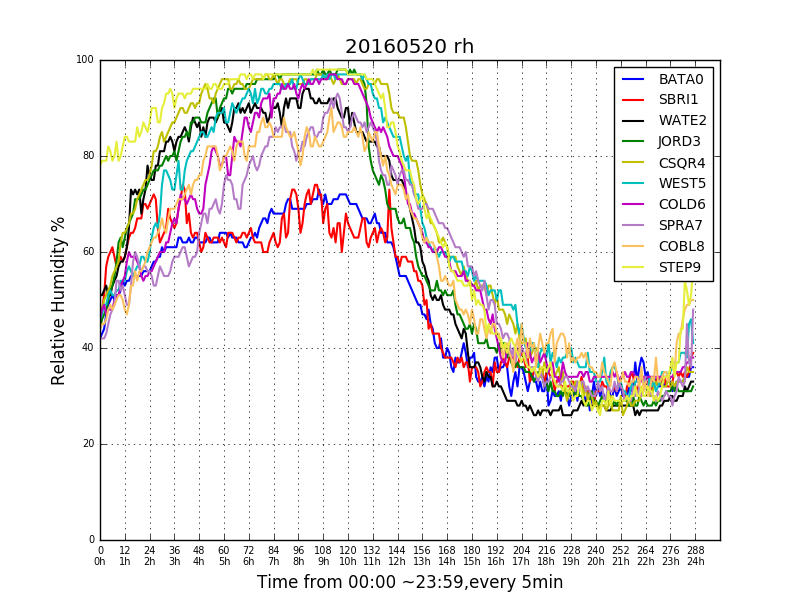 20160520 rh
100
80
60
40
20
0
Relative Humidity %
BATA0
SBRI1
WATE2
JORD3
CSQR4
WEST5
COLD6
SPRA7
COBL8
STEP9
0 12 24 36 48 60 72 84 96 108 120 132 144 156 168 180 192 204 216 228 240 252 264 276 288
0h 1h 2h 3h 4h 5h 6h 7h 8h 9h 10h 11h 12h 13h 14h 15h 16h 17h 18h 19h 20h 21h 22h 23h 24h
Time from 00:00 ~23:59,every 5min